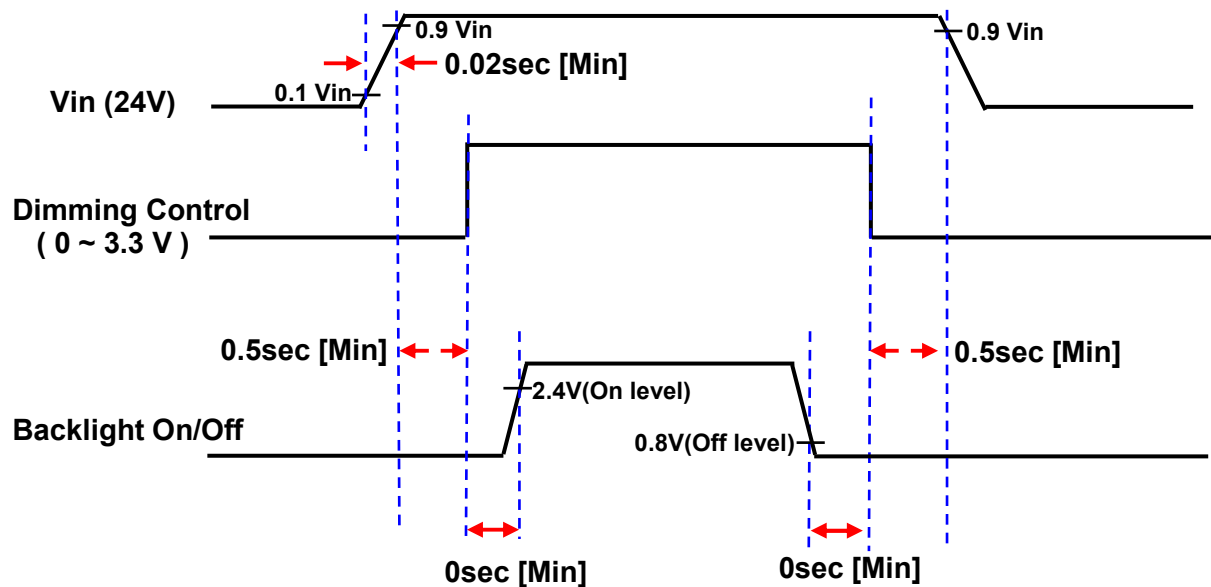 0.9 Vin
0.9 Vin
0.02sec [Min]
0.1 Vin
Vin (24V)
Dimming Control
( 0 ~ 3.3 V )
0.5sec [Min]
0.5sec [Min]
2.4V(On level)
Backlight On/Off
0.8V(Off level)
0sec [Min]
0sec [Min]